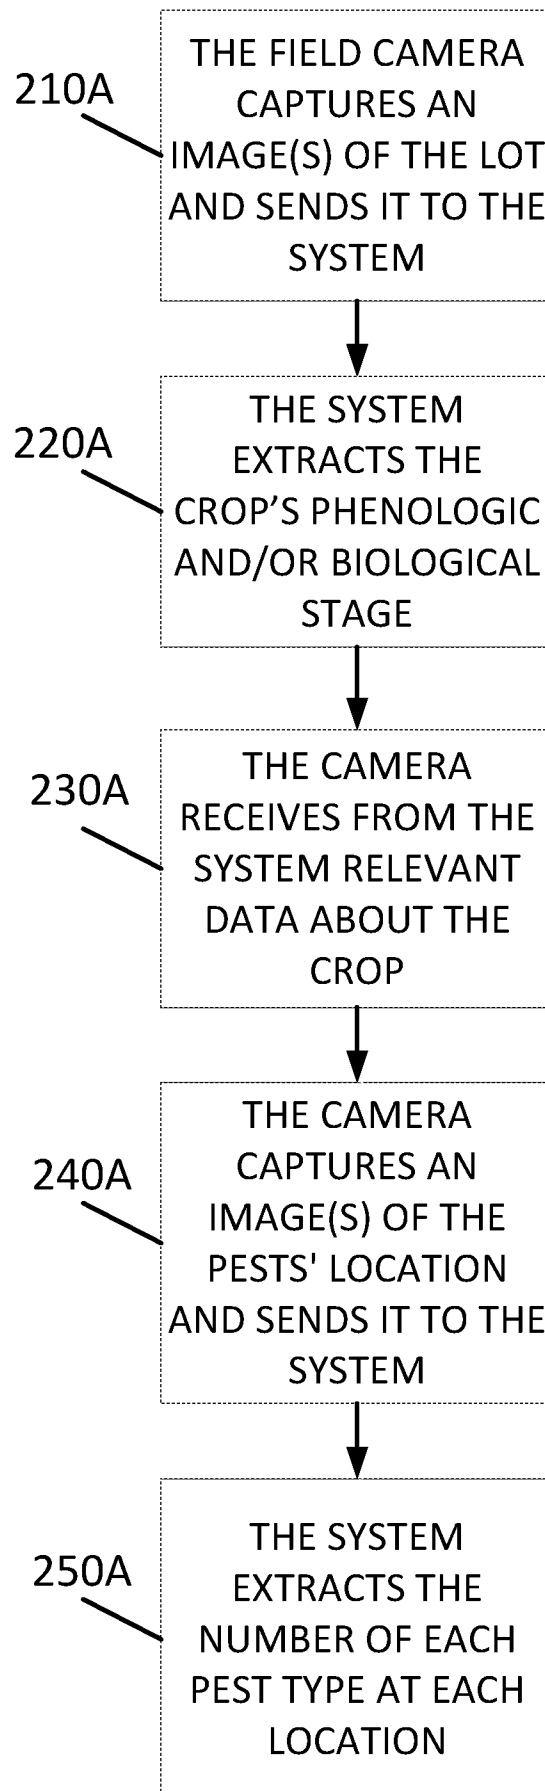 210A
THE FIELD CAMERA
CAPTURES AN
IMAGE(S) OF THE LOT
AND SENDS IT TO THE
SYSTEM
220A
THE SYSTEM
EXTRACTS THE
CROP’S PHENOLOGIC
AND/OR BIOLOGICAL
STAGE
230A
THE CAMERA
RECEIVES FROM THE
SYSTEM RELEVANT
DATA ABOUT THE
CROP
240A
THE CAMERA
CAPTURES AN
IMAGE(S) OF THE
PESTS' LOCATION
AND SENDS IT TO THE
SYSTEM
250A
THE SYSTEM
EXTRACTS THE
NUMBER OF EACH
PEST TYPE AT EACH
LOCATION